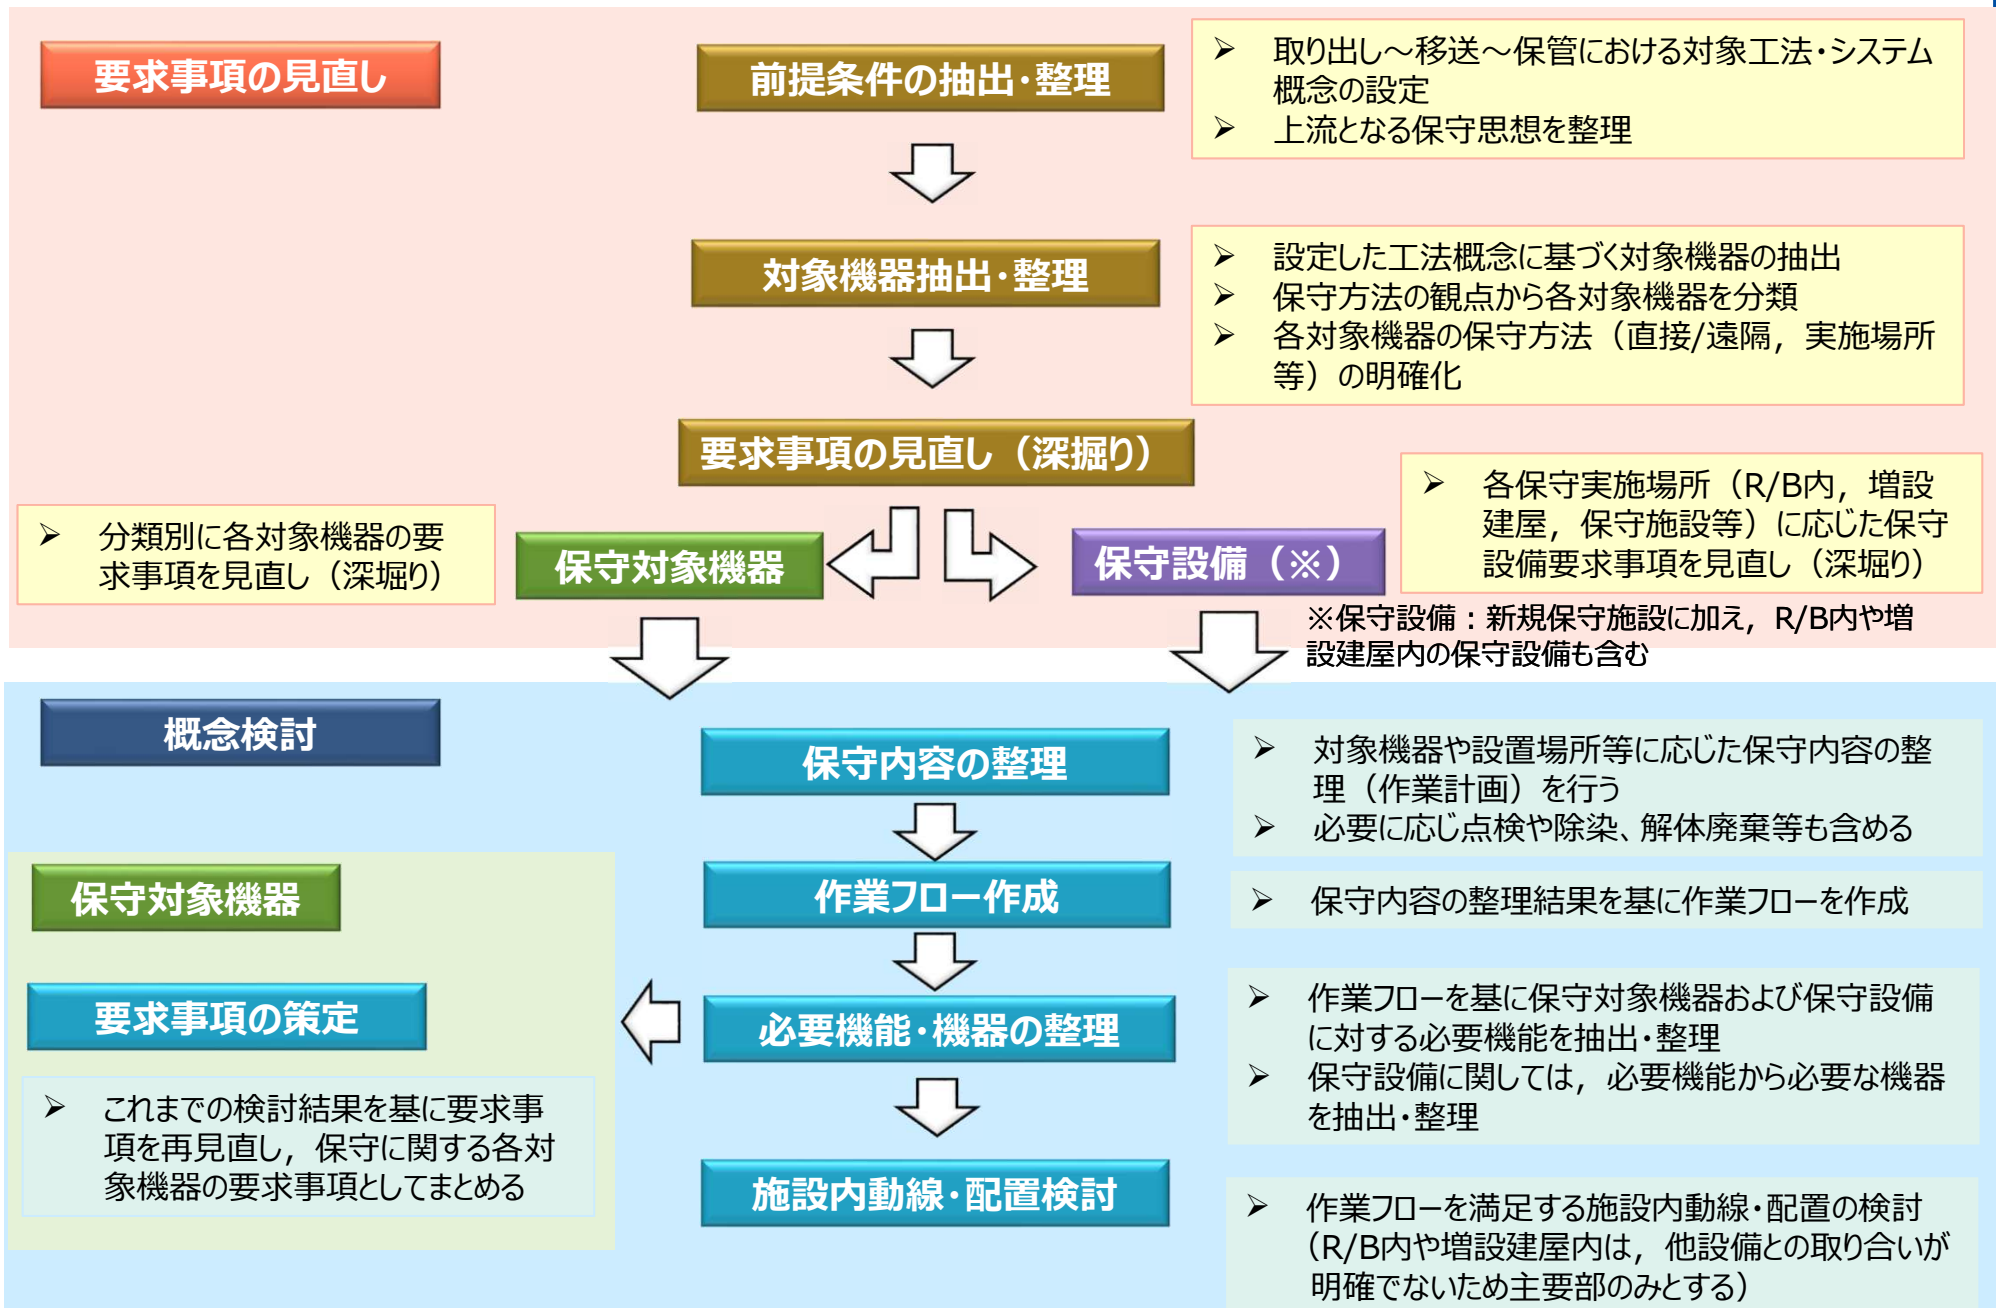 要求事項の見直し
前提条件の抽出・整理
➢ 取り出し～移送～保管における対象工法・システム
概念の設定
➢ 上流となる保守思想を整理
対象機器抽出・整理
➢ 設定した工法概念に基づく対象機器の抽出
➢ 保守方法の観点から各対象機器を分類
➢ 各対象機器の保守方法（直接/遠隔，実施場所
等）の明確化
要求事項の見直し（深掘り）
➢ 分類別に各対象機器の要
求事項を見直し（深堀り）
保守対象機器
保守設備（※）
➢ 各保守実施場所（R/B内，増設
建屋，保守施設等）に応じた保守
設備要求事項を見直し（深堀り）
※保守設備：新規保守施設に加え，R/B内や増
設建屋内の保守設備も含む
概念検討
保守内容の整理
➢ 対象機器や設置場所等に応じた保守内容の整
理（作業計画）を行う
➢ 必要に応じ点検や除染、解体廃棄等も含める
保守対象機器
作業フロー作成
➢ 保守内容の整理結果を基に作業フローを作成
要求事項の策定
必要機能・機器の整理
➢ 作業フローを基に保守対象機器および保守設備
に対する必要機能を抽出・整理
➢ 保守設備に関しては，必要機能から必要な機器
を抽出・整理
➢ これまでの検討結果を基に要求事
項を再見直し，保守に関する各対
象機器の要求事項としてまとめる
施設内動線・配置検討
➢ 作業フローを満足する施設内動線・配置の検討
（R/B内や増設建屋内は，他設備との取り合いが
明確でないため主要部のみとする）